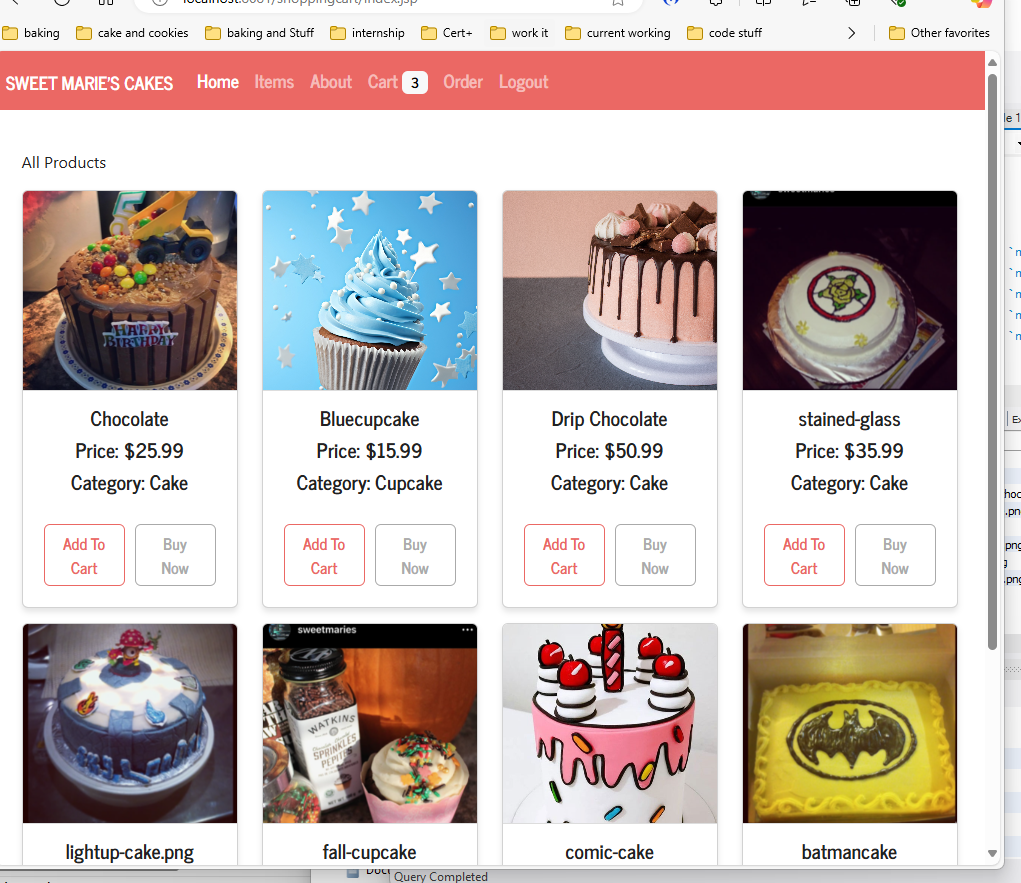 localhost:8081/shoppingcart/index.jsp
baking
cake and cookies
baking and Stuff
internship
Cert+
work it
current working
code stuff
Other favorites
SWEET MARIE'S CAKES
Home
Items
About
Cart 3
Order
Logout
All Products
HAPPY
BIRTHDAY
Chocolate
Price: $25.99
Category: Cake
Add To
Cart
Buy
Now
Bluecupcake
Price: $15.99
Category: Cupcake
Add To
Cart
Buy
Now
Drip Chocolate
Price: $50.99
Category: Cake
Add To
Cart
Buy
Now
stained-glass
Price: $35.99
Category: Cake
Add To
Cart
Buy
Now
sweetmaries
WATKINS
SPRINKLES
lightup-cake.png
fall-cupcake
comic-cake
batmancake
Query Completed